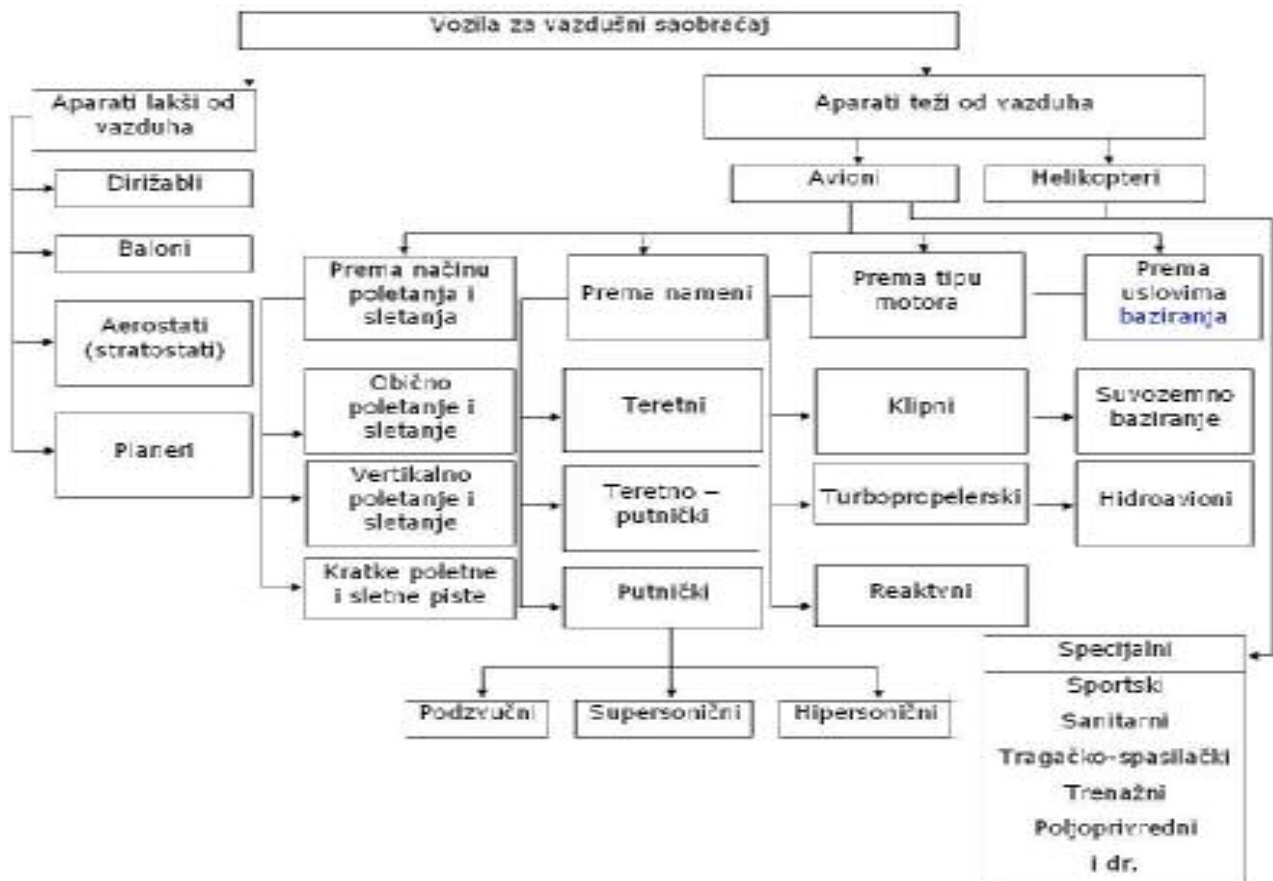 Vozila za vazdušni saobraćaj
Aparati lakši od
vazduha
Aparati teži od vazduha
Dirižabli
Avioni
Helikopteri
Baloni
Aerostati
(stratostati)
Planeri
Prema načinu
poletanja i
sletanja
Prema nameni
Prema tipu
motora
Prema
uslovima
baziranja
Obično
poletanje i
sletanje
Teretni
Klipni
Suvozemno
baziranje
Vertikalno
poletanje i
sletanje
Teretno –
putnički
Turbopropelerski
Hidroavioni
Kratke poletne
i sletne piste
Putnički
Reaktvni
Podzvučni
Supersonični
Hipersonični
Specijalni
Sportski
Sanitarni
Tragačko-spasilački
Trenažni
Poljoprivredni
i dr.